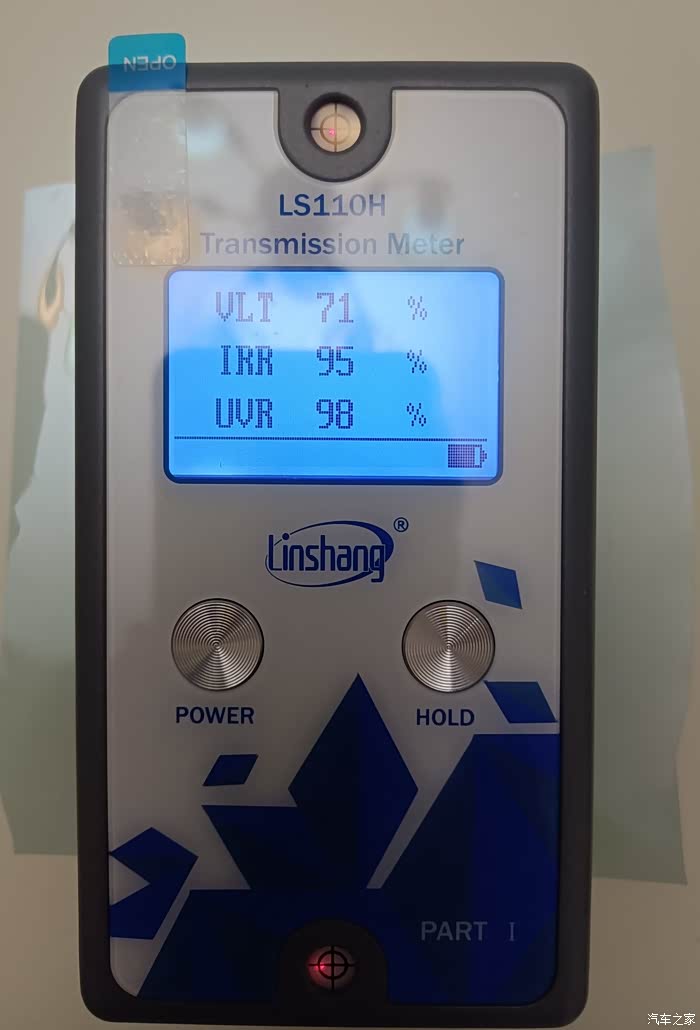 OPEN
LS110H
Transmission Meter
VLT 71 %
IRR 95 %
UVR 98 %
Linshang®
POWER HOLD
PART I
汽车之家